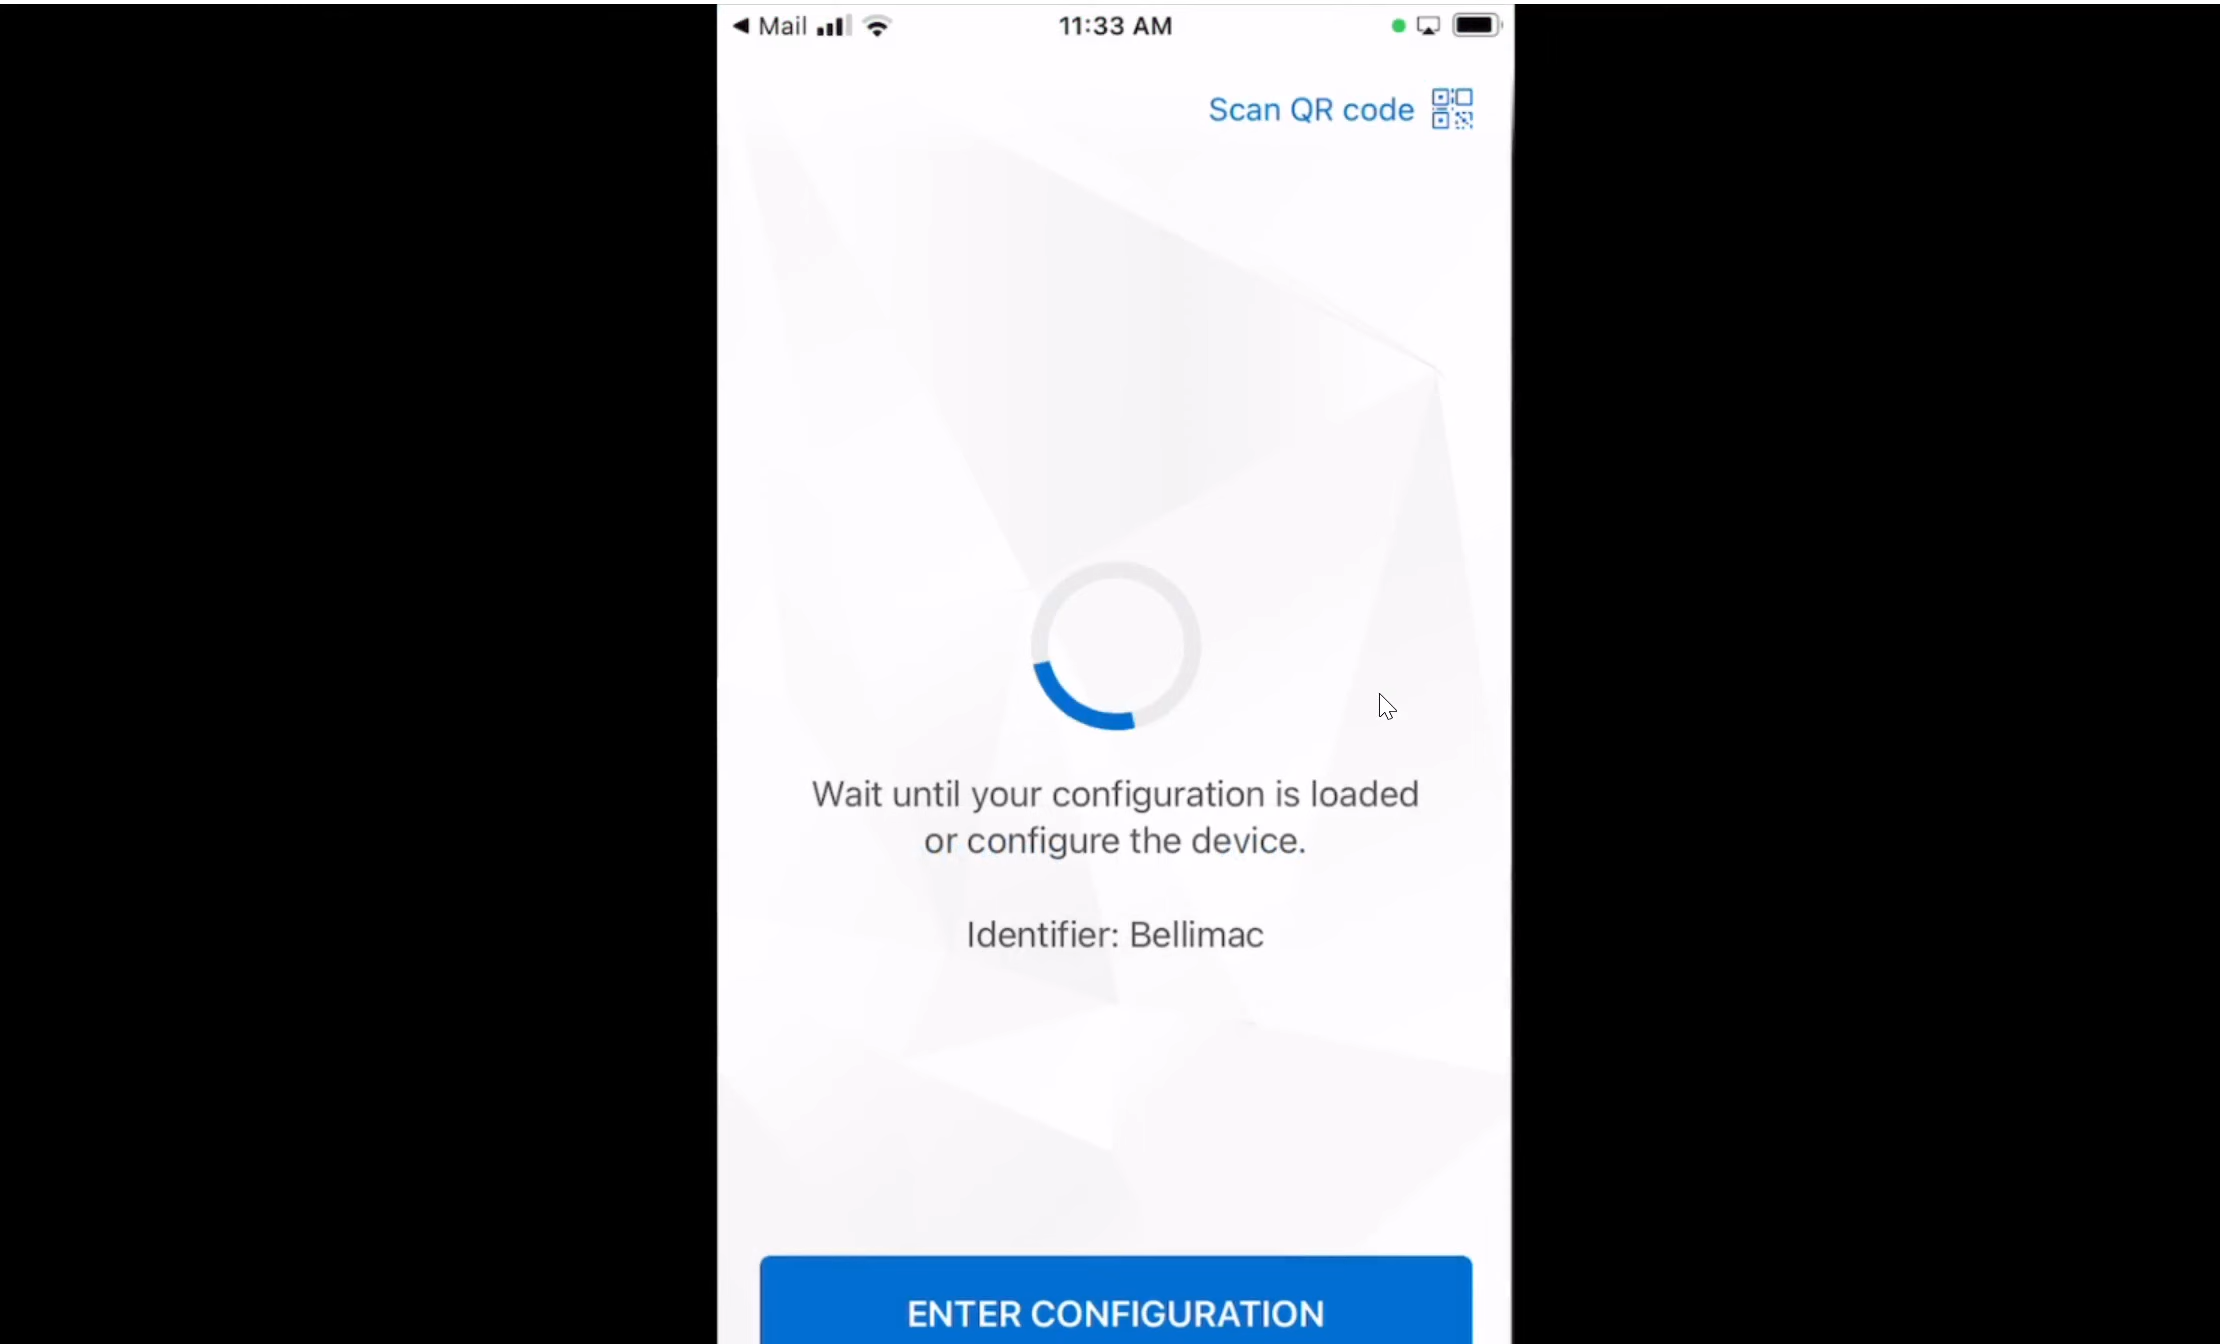 Mail
11:33 AM
Scan QR code
Wait until your configuration is loaded
or configure the device.
Identifier: Bellimac
ENTER CONFIGURATION